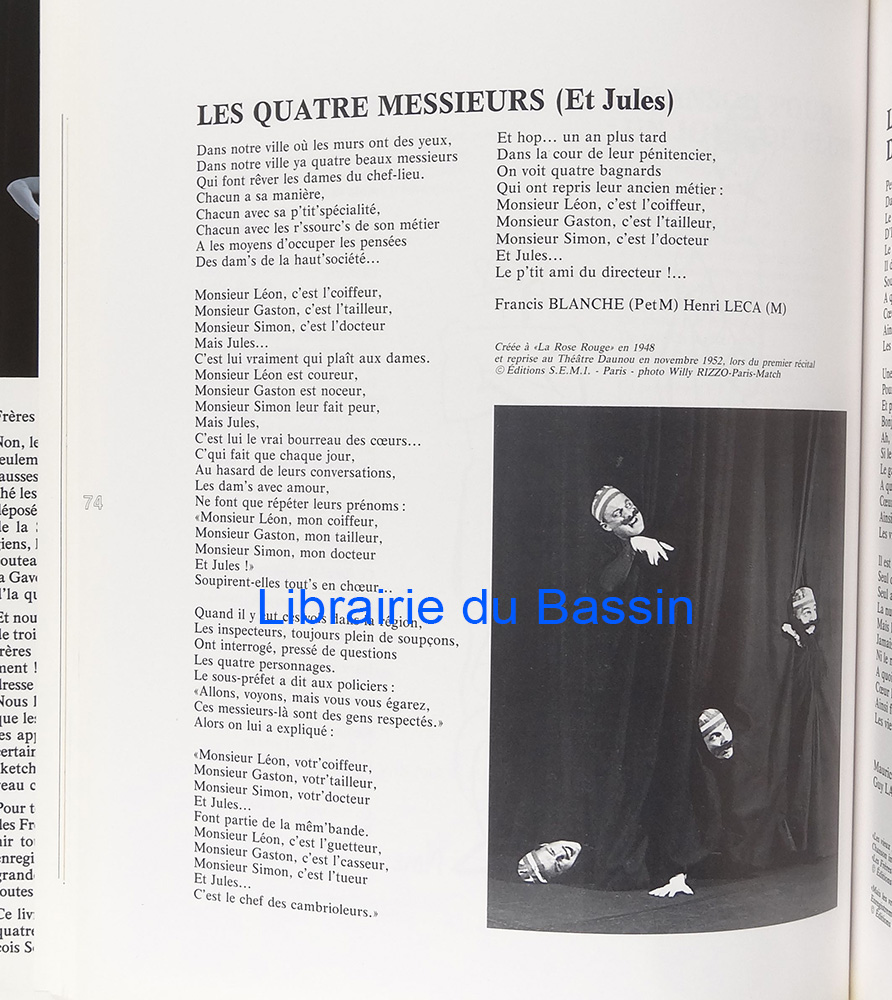 LES QUATRE MESSIEURS (Et Jules)
Dans notre ville où les murs ont des yeux,
Dans notre ville ya quatre beaux messieurs
Qui font rêver les dames du chef-lieu.
Chacun a sa manière,
Chacun avec sa p'tit'spécialité,
Chacun avec les r'ssourc's de son métier
A les moyens d'occuper les pensées
Des dam's de la haut'société...
Monsieur Léon, c'est l'coiffeur,
Monsieur Gaston, c'est l'tailleur,
Monsieur Simon, c'est l'docteur
Mais Jules...
C'est lui vraiment qui plaît aux dames.
Monsieur Léon est coureur,
Monsieur Gaston est noceur,
Monsieur Simon leur fait peur,
Mais Jules,
C'est lui le vrai bourreau des cœurs...
C'qui fait que chaque jour,
Au hasard de leurs conversations,
Les dam's avec amour,
Ne font que répéter leurs prénoms :
«Monsieur Léon, mon coiffeur,
Monsieur Gaston, mon tailleur,
Monsieur Simon, mon docteur
Et Jules !»
Soupirent-elles tout's en chœur...
Quand il y eut ces vols dans la région,
Les inspecteurs, toujours plein de soupçons,
Ont interrogé, pressé de questions
Les quatre personnages.
Le sous-préfet a dit aux policiers :
«Allons, voyons, mais vous vous égarez,
Ces messieurs-là sont des gens respectés.»
Alors on lui a expliqué :
«Monsieur Léon, votr'coiffeur,
Monsieur Gaston, votr'tailleur,
Monsieur Simon, votr'docteur
Et Jules...
Font partie de la mêm'bande.
Monsieur Léon, c'est l'guetteur,
Monsieur Gaston, c'est l'casseur,
Monsieur Simon, c'est l'tueur
Et Jules...
C'est le chef des cambrioleurs.»
Et hop... un an plus tard
Dans la cour de leur pénitencier,
On voit quatre bagnards
Qui ont repris leur ancien métier :
Monsieur Léon, c'est l'coiffeur,
Monsieur Gaston, c'est l'tailleur,
Monsieur Simon, c'est l'docteur
Et Jules...
Le p'tit ami du directeur !...
Francis BLANCHE (P et M) Henri LECA (M)
Créée à «La Rose Rouge» en 1948
et reprise au Théâtre Daunou en novembre 1952, lors du premier récital
© Éditions S.E.M.I. - Paris - photo Willy RIZZO-Paris-Match
74
Librairie du Bassin